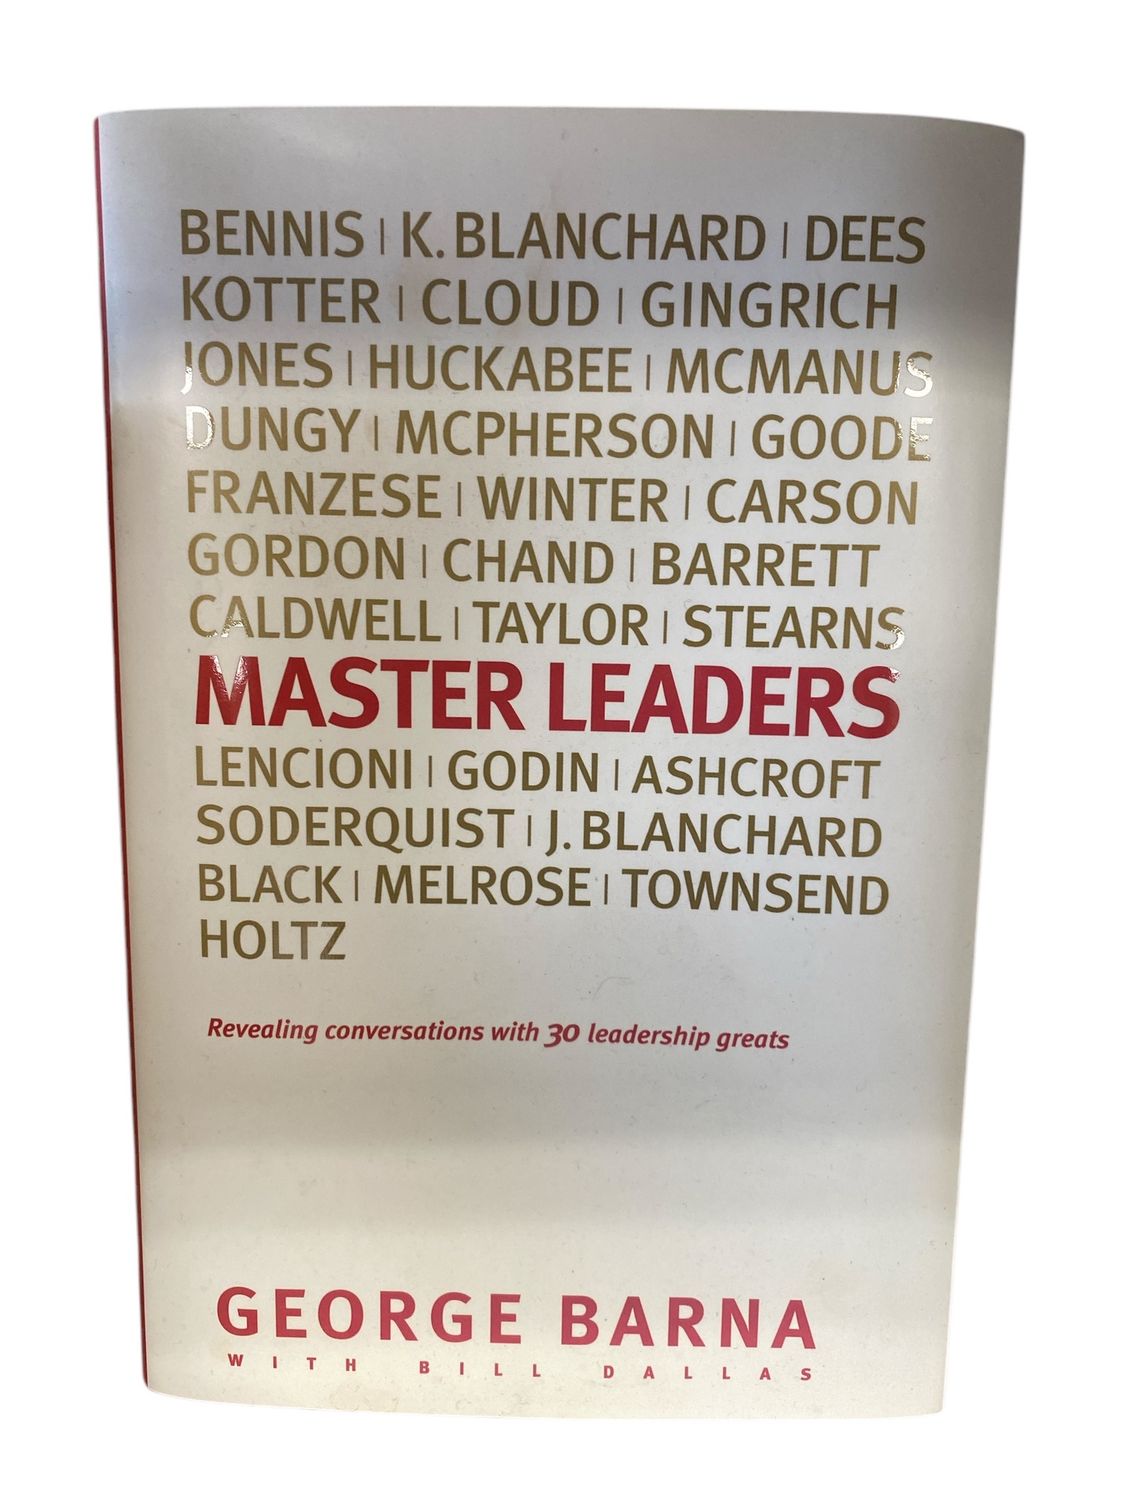 BENNIS | K. BLANCHARD | DEES
KOTTER | CLOUD | GINGRICH
JONES | HUCKABEE | MCMANUS
DUNGY | MCPHERSON | GOODE
FRANZESE | WINTER | CARSON
GORDON | CHAND | BARRETT
CALDWELL | TAYLOR | STEARNS
MASTER LEADERS
LENCIONI | GODIN | ASHCROFT
SODERQUIST | J. BLANCHARD
BLACK | MELROSE | TOWNSEND
HOLTZ
Revealing conversations with 30 leadership greats
GEORGE BARNA
WITH BILL DALLAS